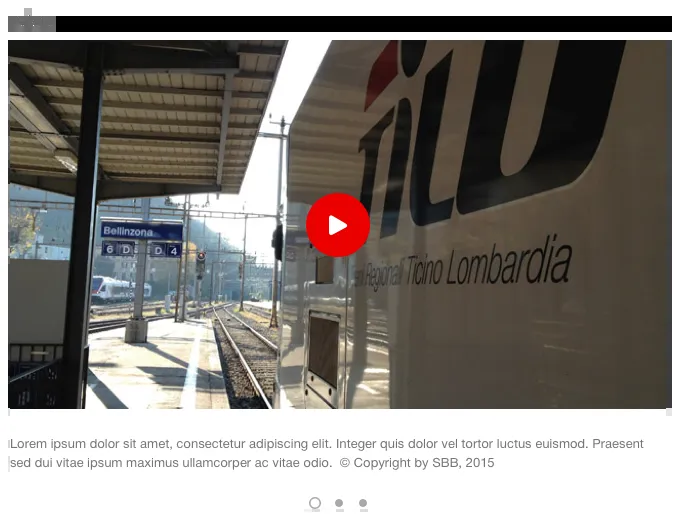 TILO
Bellinzona
6 D D 4
Regionali Ticino Lombardia
Lorem ipsum dolor sit amet, consectetur adipiscing elit. Integer quis dolor vel tortor luctus euismod. Praesent
sed dui vitae ipsum maximus ullamcorper ac vitae odio.  © Copyright by SBB, 2015